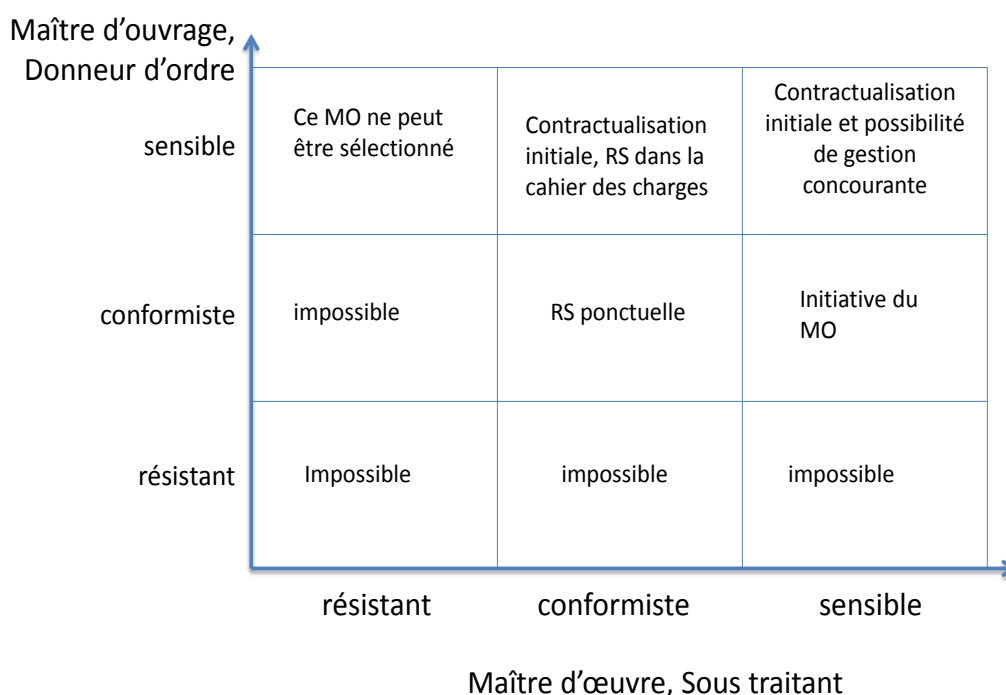 Maître d’ouvrage,
Donneur d’ordre
sensible
Ce MO ne peut
être sélectionné
Contractualisation
initiale, RS dans la
cahier des charges
Contractualisation
initiale et possibilité
de gestion
concourante
conformiste
impossible
RS ponctuelle
Initiative du
MO
résistant
Impossible
impossible
impossible
résistant
conformiste
sensible
Maître d’œuvre, Sous traitant